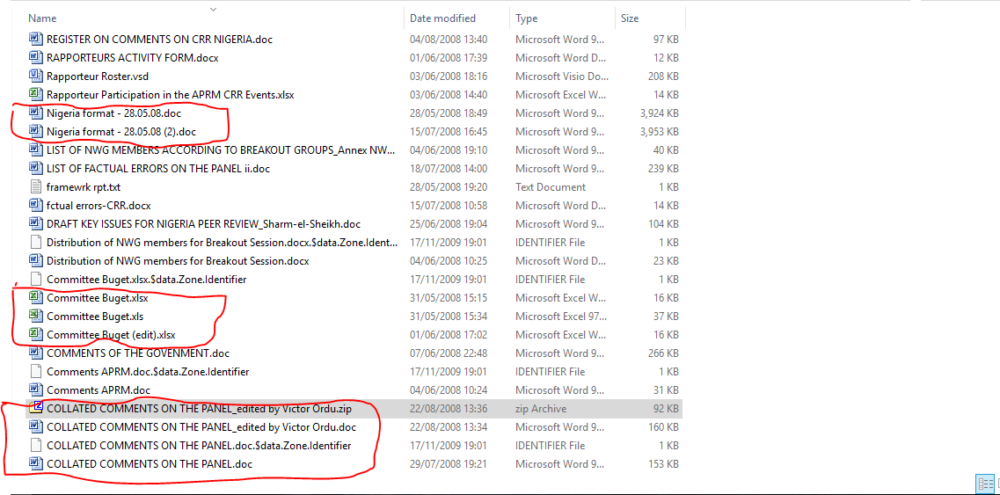 Name Date modified Type Size
REGISTER ON COMMENTS ON CRR NIGERIA.doc 04/08/2008 13:40 Microsoft Word 9... 97 KB
RAPPORTEURS ACTIVITY FORM.docx 01/06/2008 17:39 Microsoft Word D... 12 KB
Rapporteur Roster.vsd 03/06/2008 18:16 Microsoft Visio Do... 208 KB
Rapporteur Participation in the APRM CRR Events.xlsx 03/06/2008 14:40 Microsoft Excel W... 14 KB
Nigeria format - 28.05.08.doc 28/05/2008 18:49 Microsoft Word 9... 3,924 KB
Nigeria format - 28.05.08 (2).doc 15/07/2008 16:45 Microsoft Word 9... 3,953 KB
LIST OF NWG MEMBERS ACCORDING TO BREAKOUT GROUPS_Annex NW... 04/06/2008 19:10 Microsoft Word 9... 40 KB
LIST OF FACTUAL ERRORS ON THE PANEL ii.doc 18/07/2008 14:00 Microsoft Word 9... 239 KB
framewrk rpt.txt 28/05/2008 19:20 Text Document 1 KB
fctual errors-CRR.docx 15/07/2008 10:58 Microsoft Word D... 14 KB
DRAFT KEY ISSUES FOR NIGERIA PEER REVIEW_Sharm-el-Sheikh.doc 25/06/2008 19:04 Microsoft Word 9... 104 KB
Distribution of NWG members for Breakout Session.docx.$data.Zone.Ident... 17/11/2009 19:01 IDENTIFIER File 1 KB
Distribution of NWG members for Breakout Session.docx 04/06/2008 10:25 Microsoft Word D... 23 KB
Committee Buget.xlsx.$data.Zone.Identifier 17/11/2009 19:01 IDENTIFIER File 1 KB
Committee Buget.xlsx 31/05/2008 15:15 Microsoft Excel W... 16 KB
Committee Buget.xls 31/05/2008 15:34 Microsoft Excel 97... 37 KB
Committee Buget (edit).xlsx 01/06/2008 17:02 Microsoft Excel W... 16 KB
COMMENTS OF THE GOVENMENT.doc 07/06/2008 22:48 Microsoft Word 9... 266 KB
Comments APRM.doc.$data.Zone.Identifier 17/11/2009 19:01 IDENTIFIER File 1 KB
Comments APRM.doc 04/06/2008 10:24 Microsoft Word 9... 31 KB
COLLATED COMMENTS ON THE PANEL_edited by Victor Ordu.zip 22/08/2008 13:36 zip Archive 92 KB
COLLATED COMMENTS ON THE PANEL_edited by Victor Ordu.doc 22/08/2008 13:34 Microsoft Word 9... 160 KB
COLLATED COMMENTS ON THE PANEL.doc.$data.Zone.Identifier 17/11/2009 19:01 IDENTIFIER File 1 KB
COLLATED COMMENTS ON THE PANEL.doc 29/07/2008 19:21 Microsoft Word 9... 153 KB